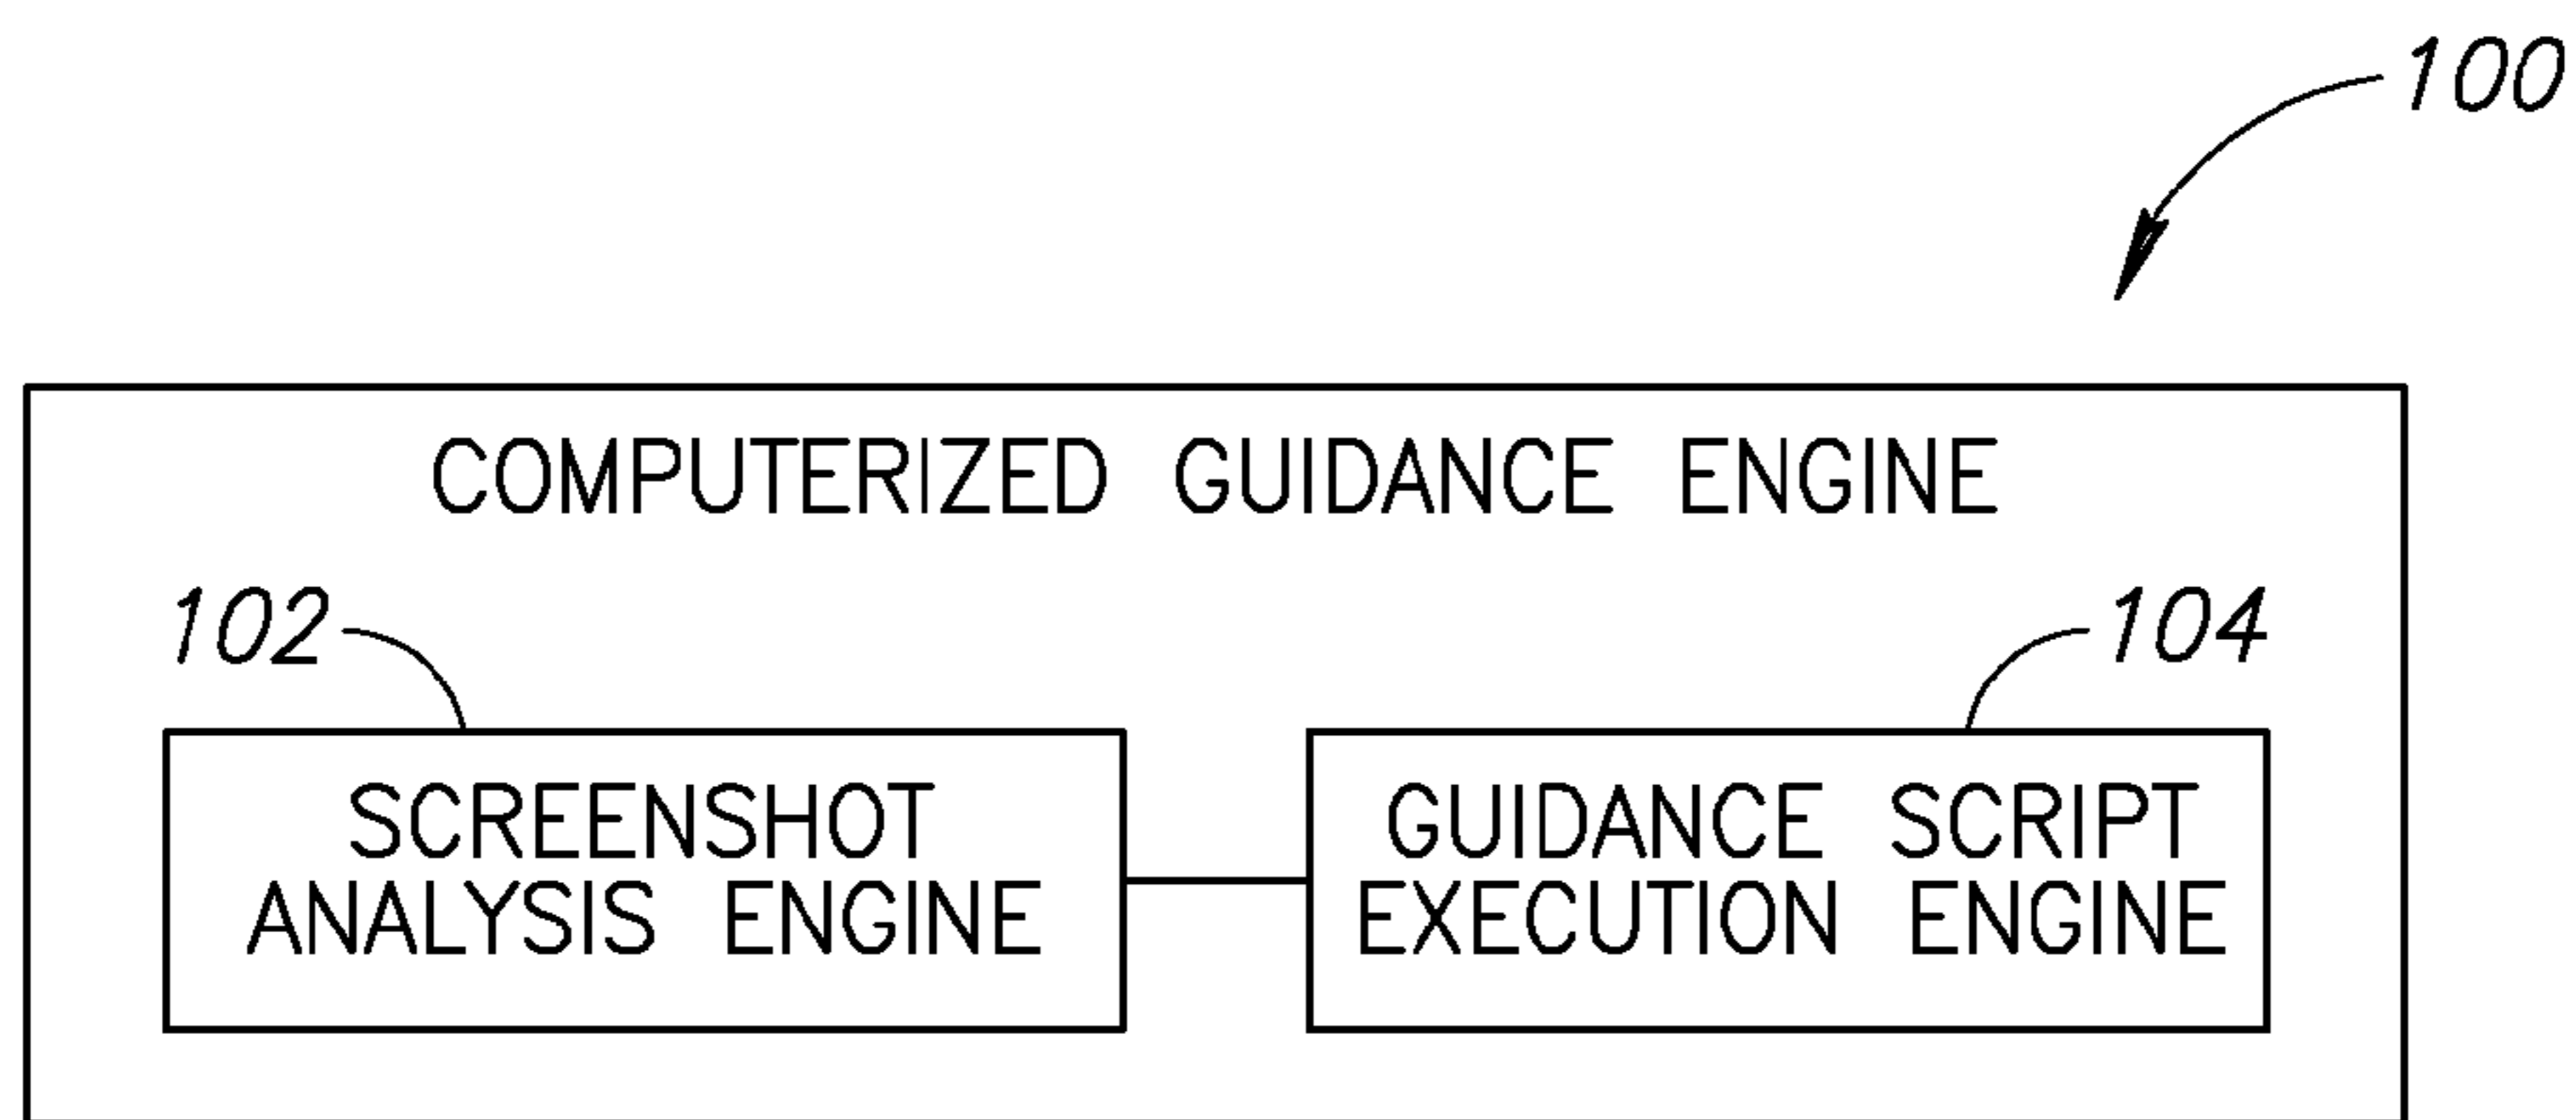 100
COMPUTERIZED GUIDANCE ENGINE
102
104
SCREENSHOT
ANALYSIS ENGINE
GUIDANCE SCRIPT
EXECUTION ENGINE